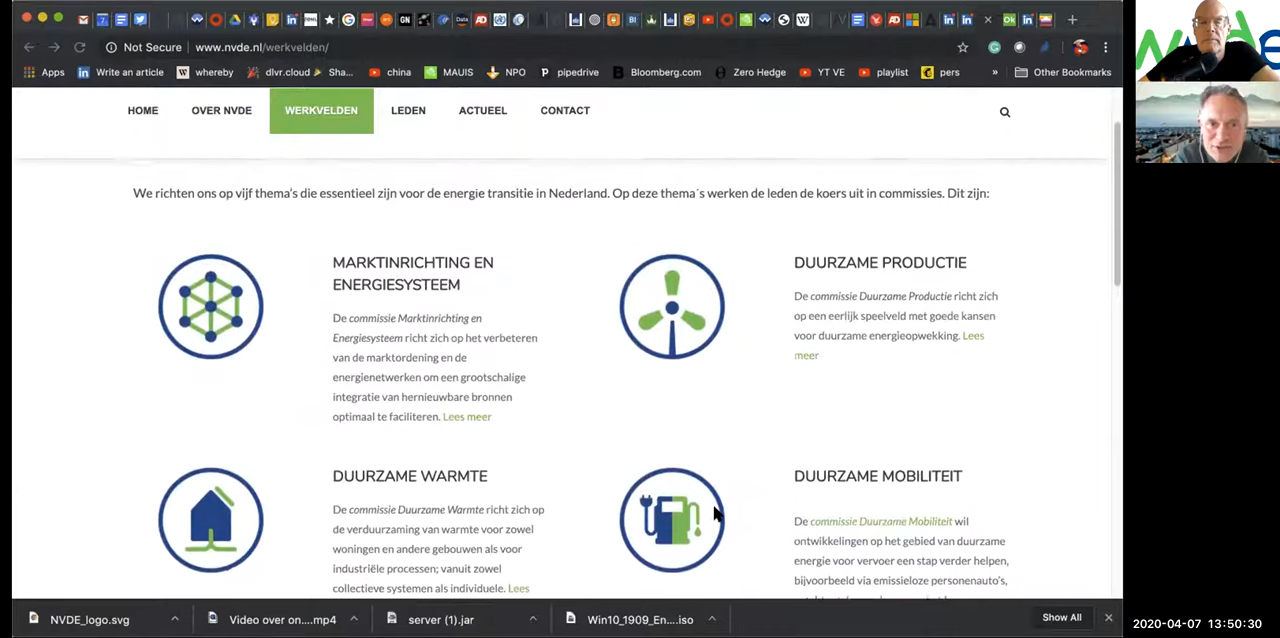 Not Secure www.nvde.nl/werkvelden/
Apps Write an article whereby dlvr.cloud Sha... china MAUIS NPO pipedrive Bloomberg.com Zero Hedge YT VE playlist pers » Other Bookmarks
HOME OVER NVDE WERKVELDEN LEDEN ACTUEEL CONTACT
We richten ons op vijf thema's die essentieel zijn voor de energie transitie in Nederland. Op deze thema´s werken de leden de koers uit in commissies. Dit zijn:
MARKTINRICHTING EN
ENERGIESYSTEEM
De commissie Marktinrichting en
Energiesysteem richt zich op het verbeteren
van de marktordening en de
energienetwerken om een grootschalige
integratie van hernieuwbare bronnen
optimaal te faciliteren. Lees meer
DUURZAME PRODUCTIE
De commissie Duurzame Productie richt zich
op een eerlijk speelveld met goede kansen
voor duurzame energieopwekking. Lees
meer
DUURZAME WARMTE
De commissie Duurzame Warmte richt zich op
de verduurzaming van warmte voor zowel
woningen en andere gebouwen als voor
industriële processen; vanuit zowel
collectieve systemen als individuele. Lees
DUURZAME MOBILITEIT
De commissie Duurzame Mobiliteit wil
ontwikkelingen op het gebied van duurzame
energie voor vervoer een stap verder helpen,
bijvoorbeeld via emissieloze personenauto's,
NVDE_logo.svg Video over on....mp4 server (1).jar Win10_1909_En....iso Show All
2020-04-07 13:50:30